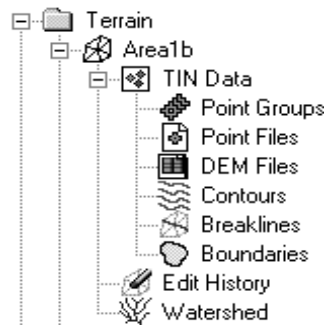 Terrain
Area1b
TIN Data
Point Groups
Point Files
DEM Files
Contours
Breaklines
Boundaries
Edit History
Watershed